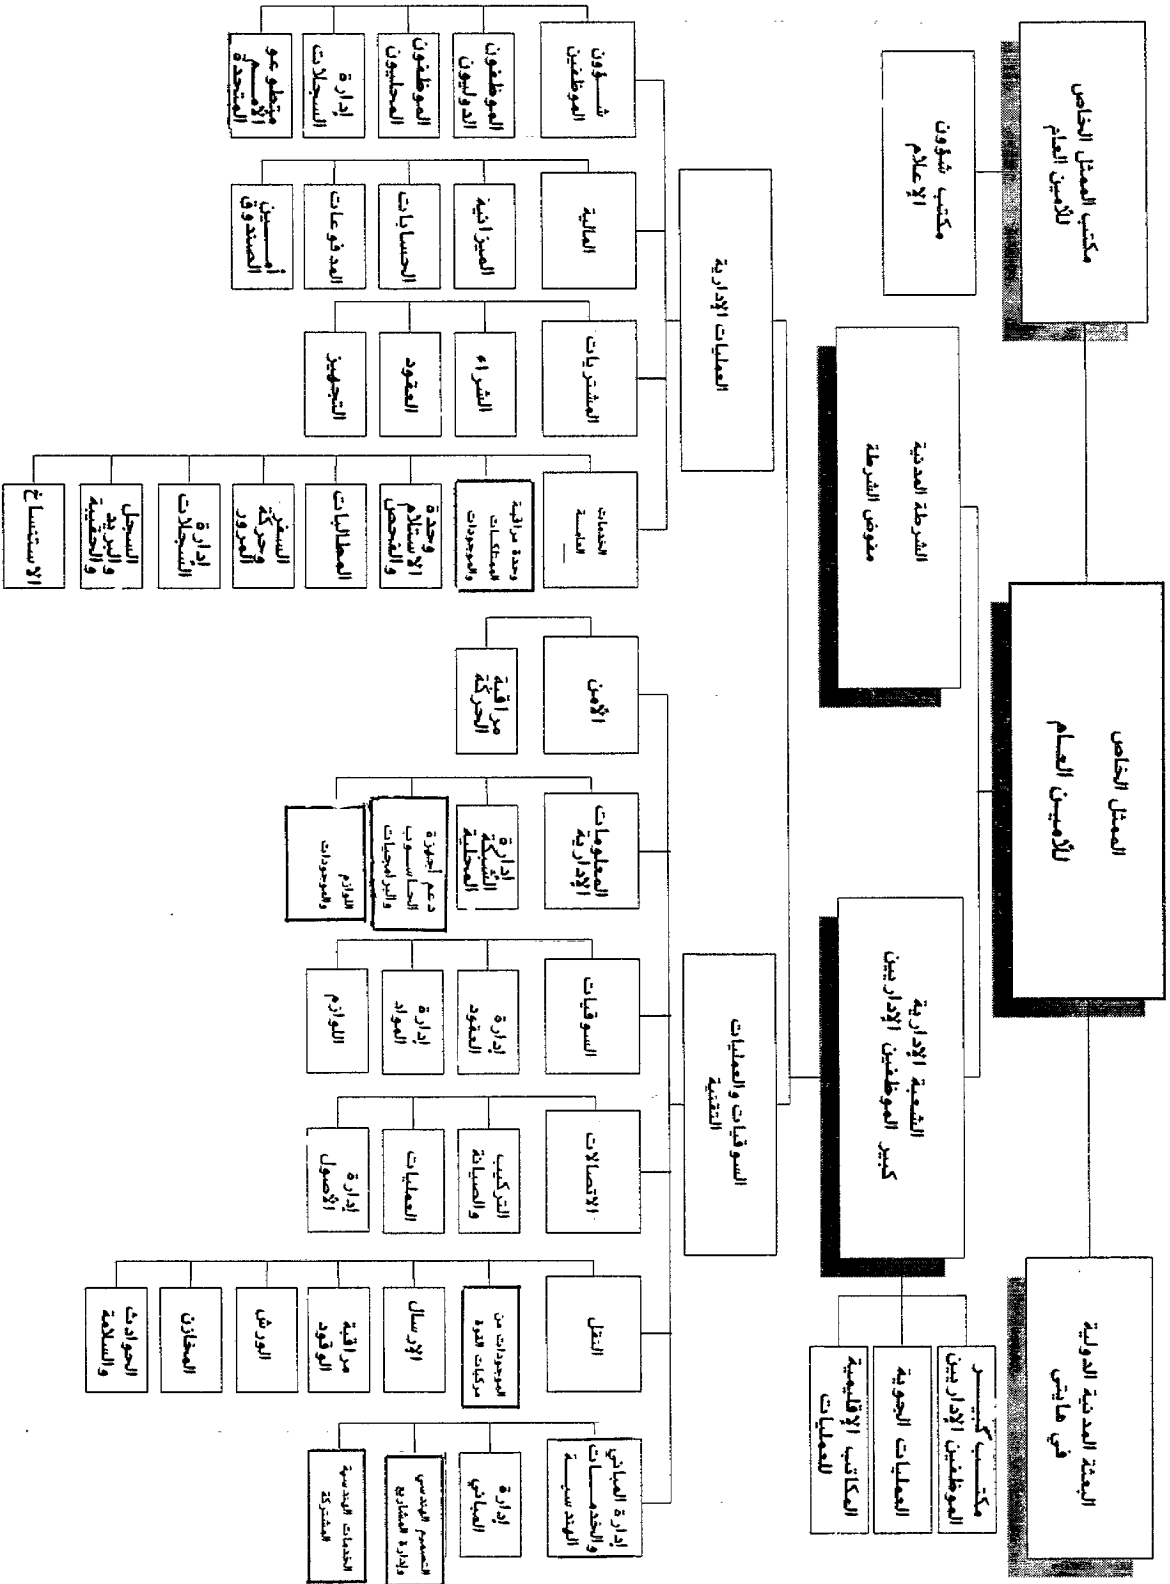 الممثل الخاص
للأمين العام
مكتب الممثل الخاص
للأمين العام
مكتب شؤون
الإعلام
البعثة المدنية الدولية
في هايتي
الشرطة المدنية
مفوض الشرطة
الشعبة الإدارية
كبير الموظفين الإداريين
مكتب كبير
الموظفين الإداريين
العمليات الجوية
المكاتب الإقليمية
للعمليات
العمليات الإدارية
السوقيات والعمليات
التقنية
شؤون
الموظفين
الموظفون
الدوليون
الموظفون
المحليون
إدارة
السجلات
متطوعو
الأمم
المتحدة
المالية
الميزانية
الحسابات
المدفوعات
أمين
الصندوق
المشتريات
الشراء
العقود
التجهيز
الخدمات
العامة
وحدة مراقبة
الممتلكات
والموجودات
وحدة
الاستلام
والفحص
المطالبات
السفر
وحركة
المرور
إدارة
السجلات
السجل
والبريد
والحقيبة
الاستنساخ
الأمن
مراقبة
الحركة
المعلومات
الإدارية
إدارة
الشبكة
المحلية
دعم أجهزة
الحاسوب
والبرامجيات
اللوازم
والموجودات
السوقيات
إدارة
العقود
إدارة
المواد
اللوازم
الاتصالات
التركيب
والصيانة
العمليات
إدارة
الأصول
النقل
الموجودات من
مركبات القوة
الإرسال
مراقبة
الوقود
الورش
المخازن
الحوادث
والسلامة
إدارة المباني
والخدمات
الهندسية
إدارة
المباني
التصميم الهندسي
وإدارة المشاريع
الخدمات الهندسية
المشتركة